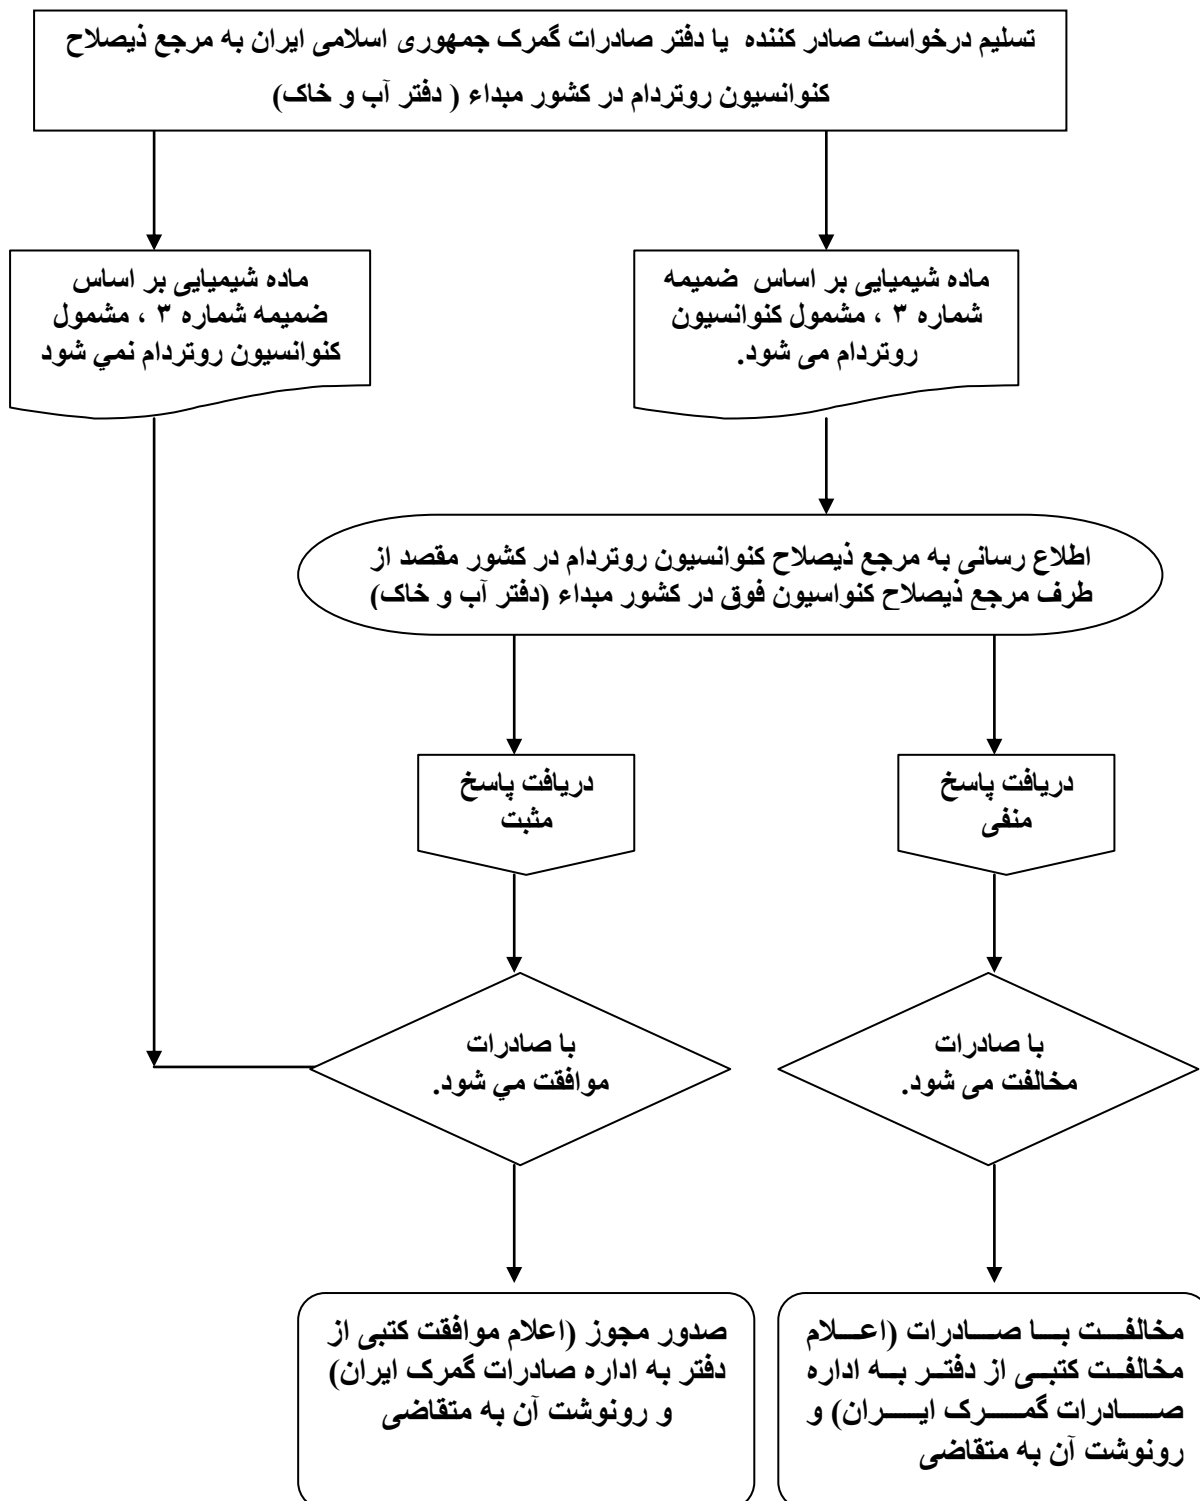 تسلیم درخواست صادر کننده یا دفتر صادرات گمرک جمهوری اسلامی ایران به مرجع ذیصلاح
کنوانسیون روتردام در کشور مبداء ( دفتر آب و خاک)
ماده شیمیایی بر اساس ضمیمه
شماره ۳ ، مشمول کنوانسیون
روتردام می شود.
ماده شیمیایی بر اساس
ضمیمه شماره ۳ ، مشمول
کنوانسیون روتردام نمي شود
اطلاع رسانی به مرجع ذیصلاح کنوانسیون روتردام در کشور مقصد از
طرف مرجع ذیصلاح کنواسیون فوق در کشور مبداء (دفتر آب و خاک)
دریافت پاسخ
منفی
دریافت پاسخ
مثبت
با صادرات
مخالفت می شود.
با صادرات
موافقت مي شود.
مخالفت با صادرات (اعلام
مخالفت کتبی از دفتر به اداره
صادرات گمرک ایران) و
رونوشت آن به متقاضی
صدور مجوز (اعلام موافقت کتبی از
دفتر به اداره صادرات گمرک ایران)
و رونوشت آن به متقاضی